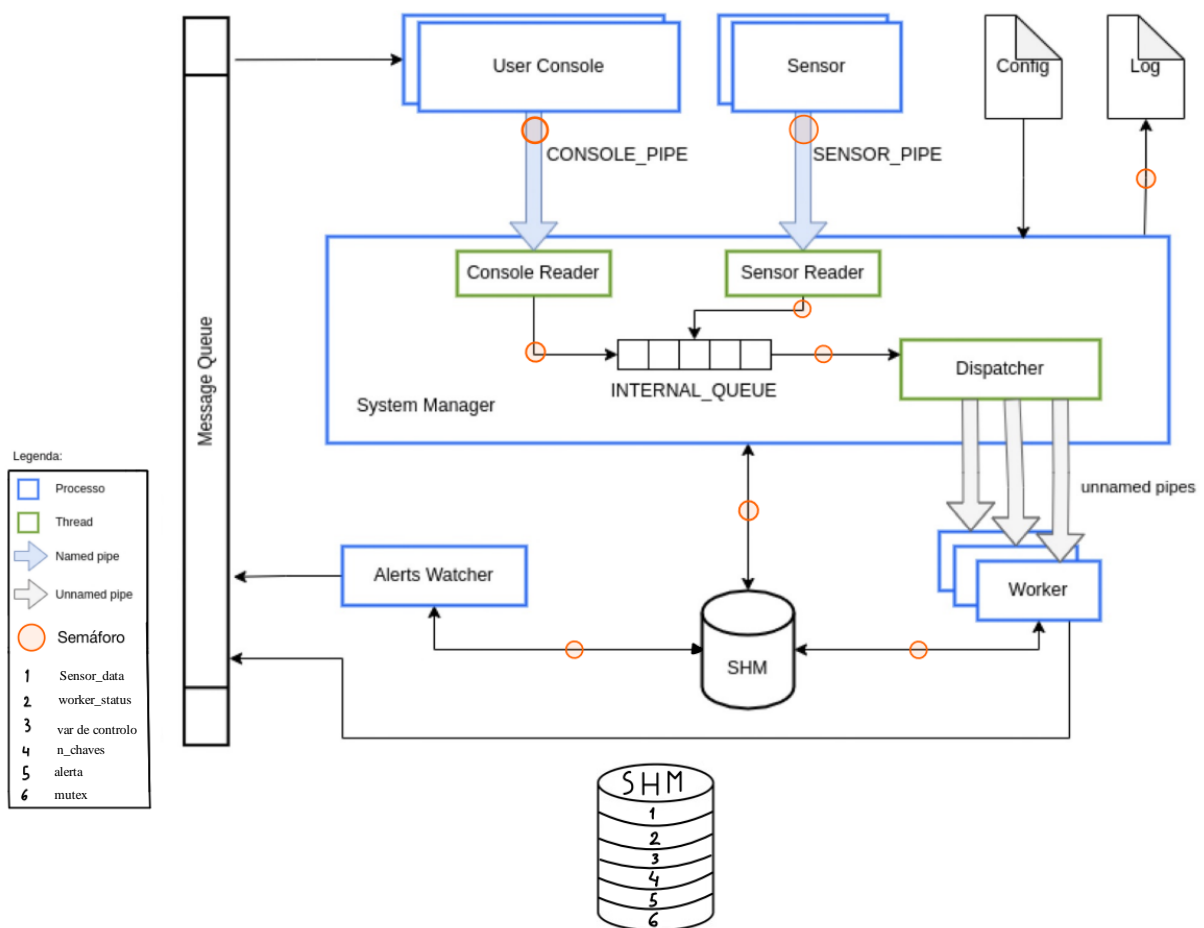 User Console
Sensor
Config
Log
CONSOLE_PIPE
SENSOR_PIPE
Console Reader
Sensor Reader
INTERNAL_QUEUE
Dispatcher
System Manager
Message Queue
unnamed pipes
Alerts Watcher
Worker
SHM
Legenda:
Processo
Thread
Named pipe
Unnamed pipe
Semáforo
1 Sensor_data
2 worker_status
3 var de controlo
4 n_chaves
5 alerta
6 mutex
SHM
1
2
3
4
5
6